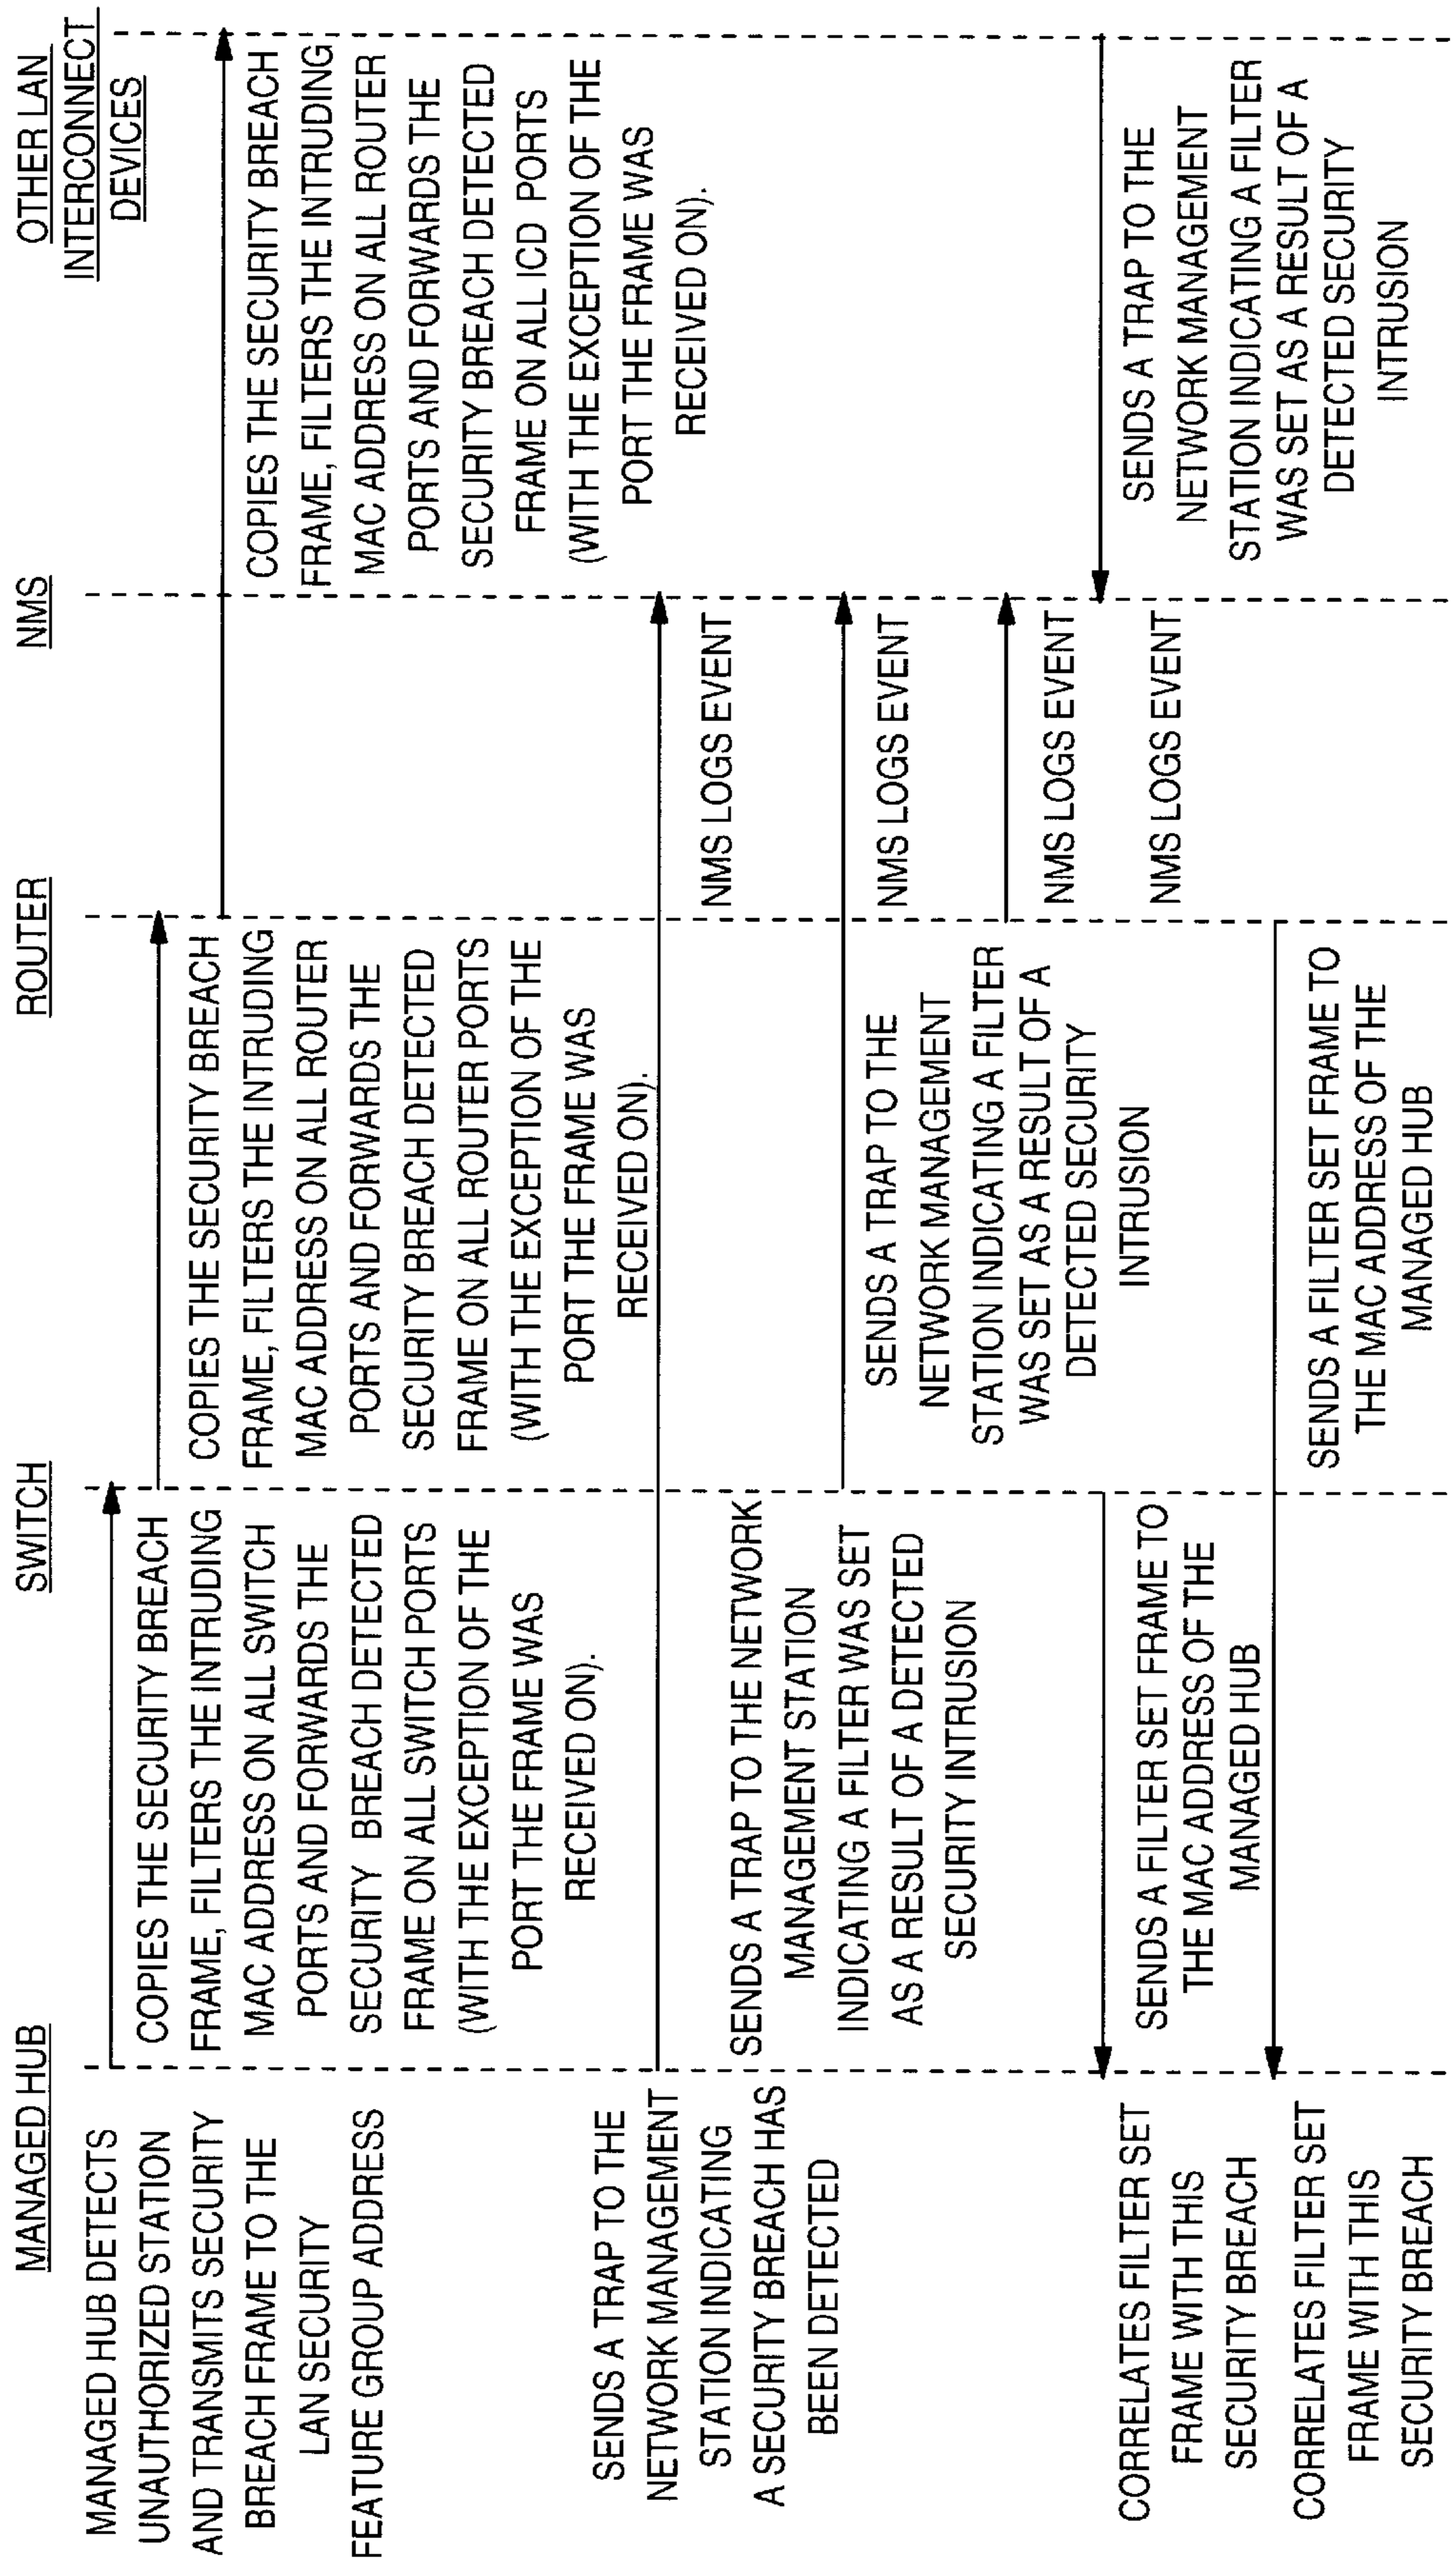 MANAGED HUB
SWITCH
ROUTER
NMS
OTHER LAN
INTERCONNECT
DEVICES
MANAGED HUB DETECTS
UNAUTHORIZED STATION
AND TRANSMITS SECURITY
BREACH FRAME TO THE
LAN SECURITY
FEATURE GROUP ADDRESS
COPIES THE SECURITY BREACH
FRAME, FILTERS THE INTRUDING
MAC ADDRESS ON ALL SWITCH
PORTS AND FORWARDS THE
SECURITY BREACH DETECTED
FRAME ON ALL SWITCH PORTS
(WITH THE EXCEPTION OF THE
PORT THE FRAME WAS
RECEIVED ON).
COPIES THE SECURITY BREACH
FRAME, FILTERS THE INTRUDING
MAC ADDRESS ON ALL ROUTER
PORTS AND FORWARDS THE
SECURITY BREACH DETECTED
FRAME ON ALL ROUTER PORTS
(WITH THE EXCEPTION OF THE
PORT THE FRAME WAS
RECEIVED ON).
COPIES THE SECURITY BREACH
FRAME, FILTERS THE INTRUDING
MAC ADDRESS ON ALL ROUTER
PORTS AND FORWARDS THE
SECURITY BREACH DETECTED
FRAME ON ALL ICD PORTS
(WITH THE EXCEPTION OF THE
PORT THE FRAME WAS
RECEIVED ON).
SENDS A TRAP TO THE
NETWORK MANAGEMENT
STATION INDICATING
A SECURITY BREACH HAS
BEEN DETECTED
NMS LOGS EVENT
SENDS A TRAP TO THE NETWORK
MANAGEMENT STATION
INDICATING A FILTER WAS SET
AS A RESULT OF A DETECTED
SECURITY INTRUSION
NMS LOGS EVENT
SENDS A TRAP TO THE
NETWORK MANAGEMENT
STATION INDICATING A FILTER
WAS SET AS A RESULT OF A
DETECTED SECURITY
INTRUSION
NMS LOGS EVENT
NMS LOGS EVENT
SENDS A TRAP TO THE
NETWORK MANAGEMENT
STATION INDICATING A FILTER
WAS SET AS A RESULT OF A
DETECTED SECURITY
INTRUSION
CORRELATES FILTER SET
FRAME WITH THIS
SECURITY BREACH
SENDS A FILTER SET FRAME TO
THE MAC ADDRESS OF THE
MANAGED HUB
CORRELATES FILTER SET
FRAME WITH THIS
SECURITY BREACH
SENDS A FILTER SET FRAME TO
THE MAC ADDRESS OF THE
MANAGED HUB